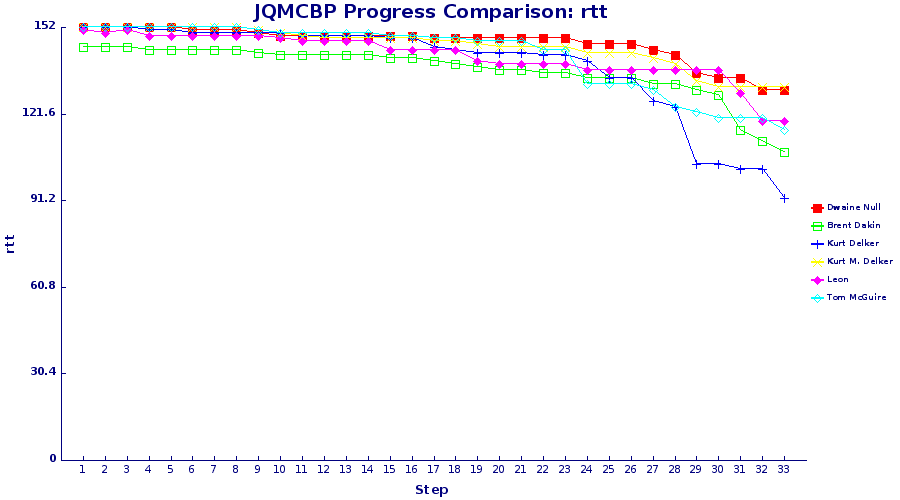 JQMCBP Progress Comparison: rtt
152
121.6
91.2
60.8
30.4
0
rtt
1 2 3 4 5 6 7 8 9 10 11 12 13 14 15 16 17 18 19 20 21 22 23 24 25 26 27 28 29 30 31 32 33
Step
Dwaine Null
Brent Dakin
Kurt Delker
Kurt M. Delker
Leon
Tom McGuire